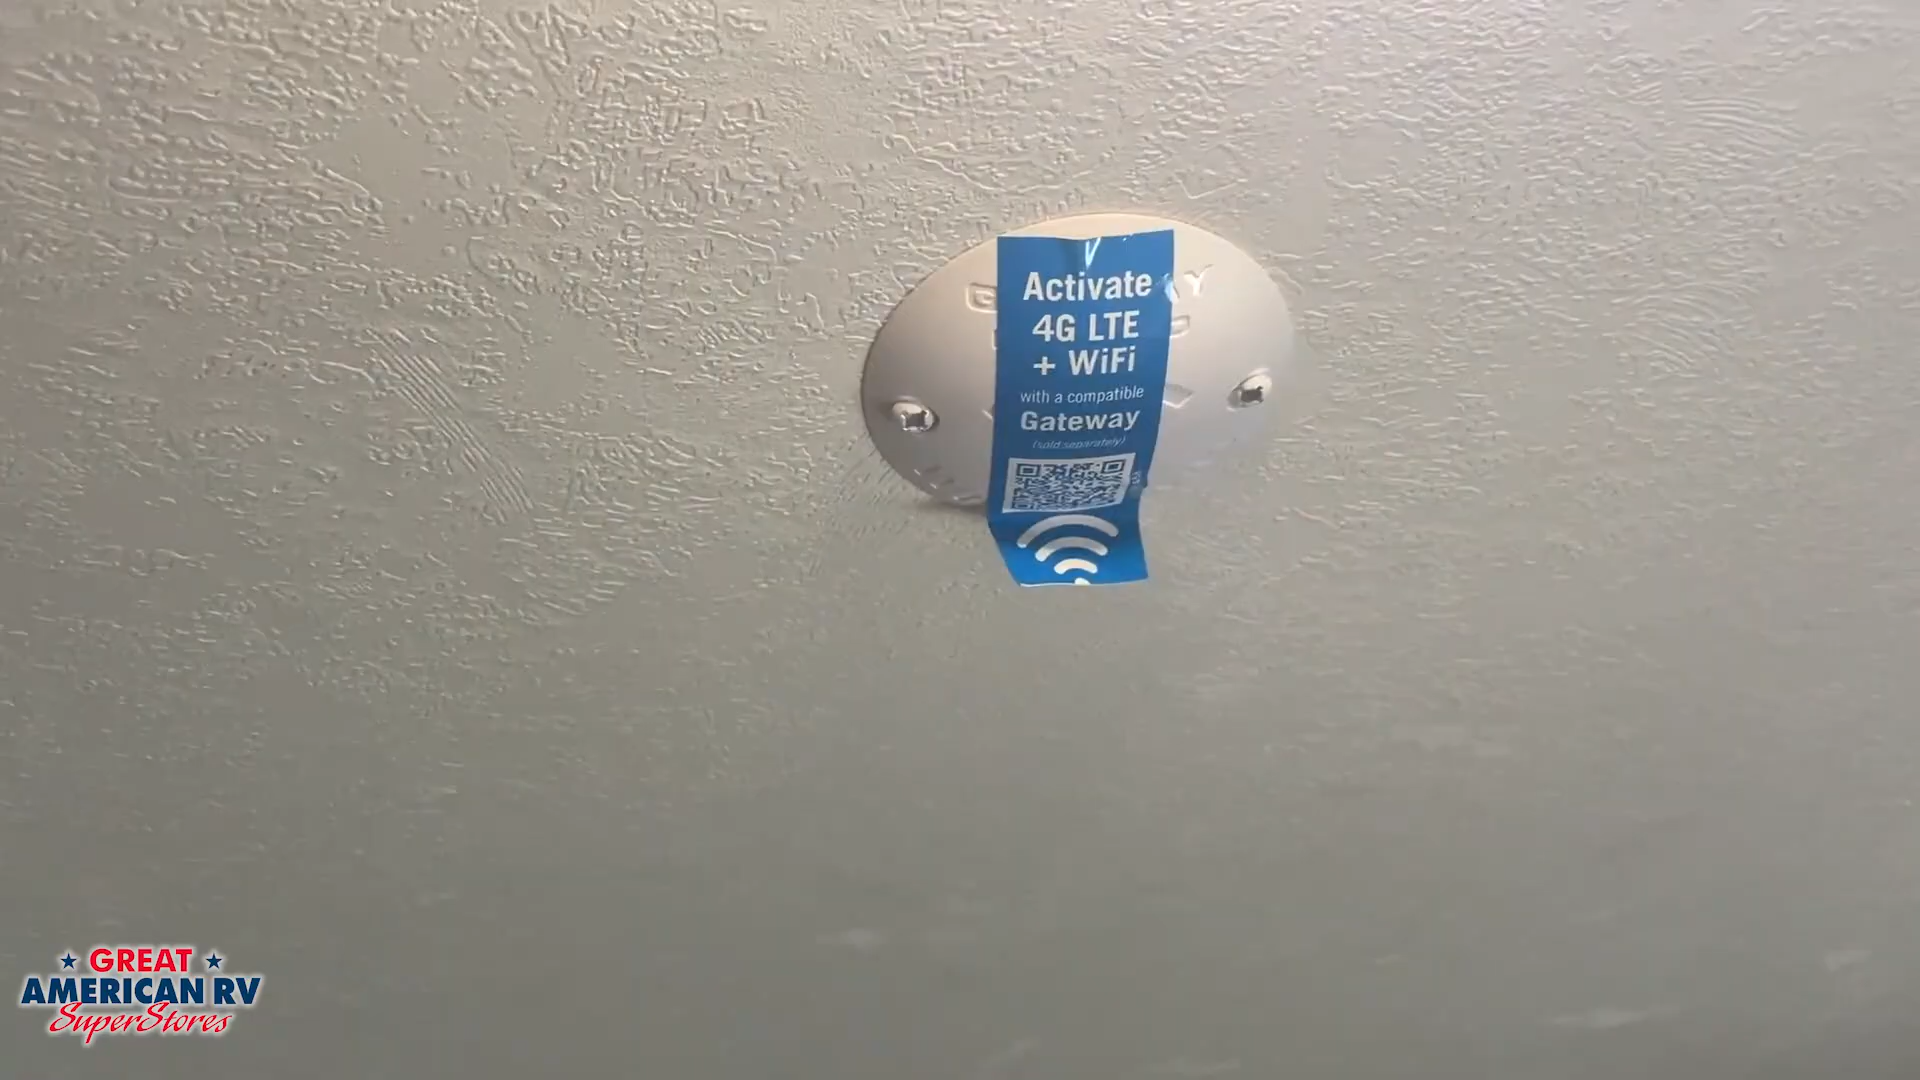 Activate
4G LTE
+ WiFi
with a compatible
Gateway
(sold separately)
GREAT
AMERICAN RV
SuperStores